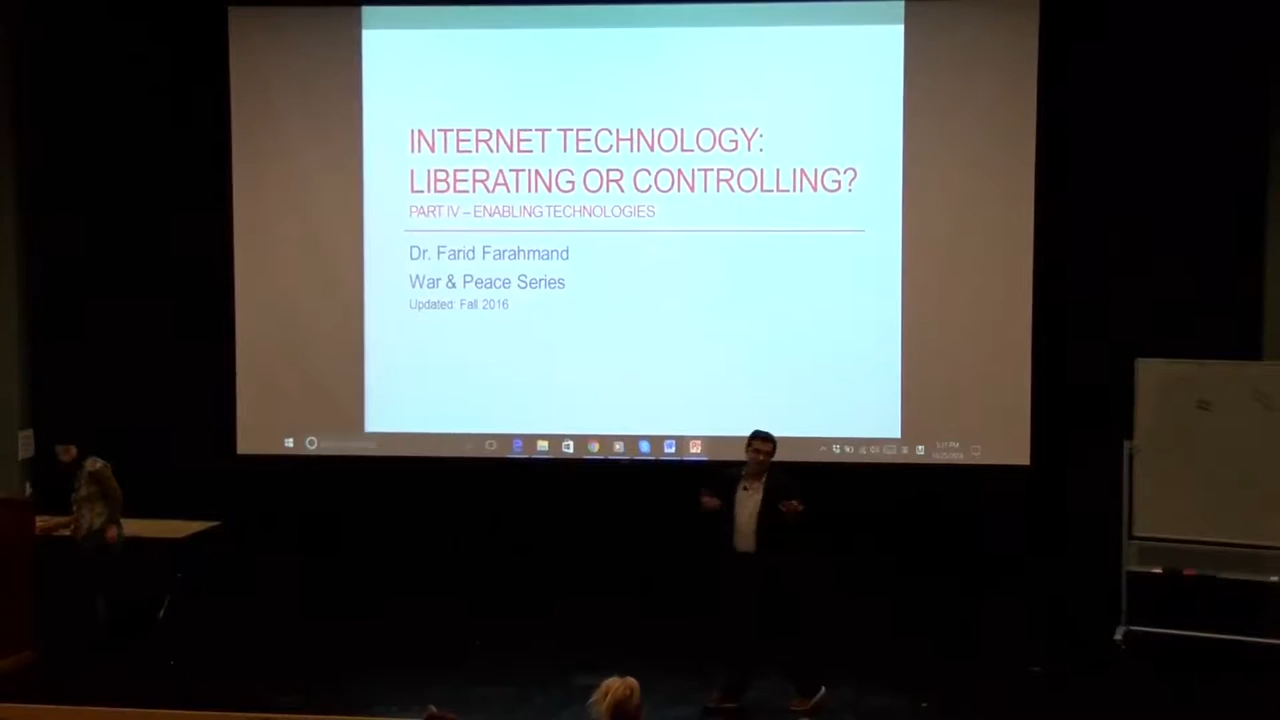 INTERNET TECHNOLOGY:
LIBERATING OR CONTROLLING?
PART IV – ENABLING TECHNOLOGIES
Dr. Farid Farahmand
War & Peace Series
Updated: Fall 2016